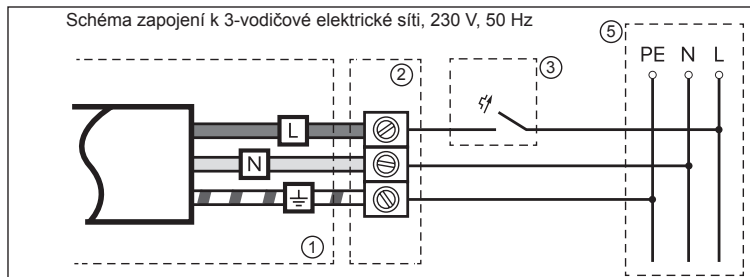 Schéma zapojení k 3-vodičové elektrické síti, 230 V, 50 Hz
5
PE N L
2
3
L
N
1